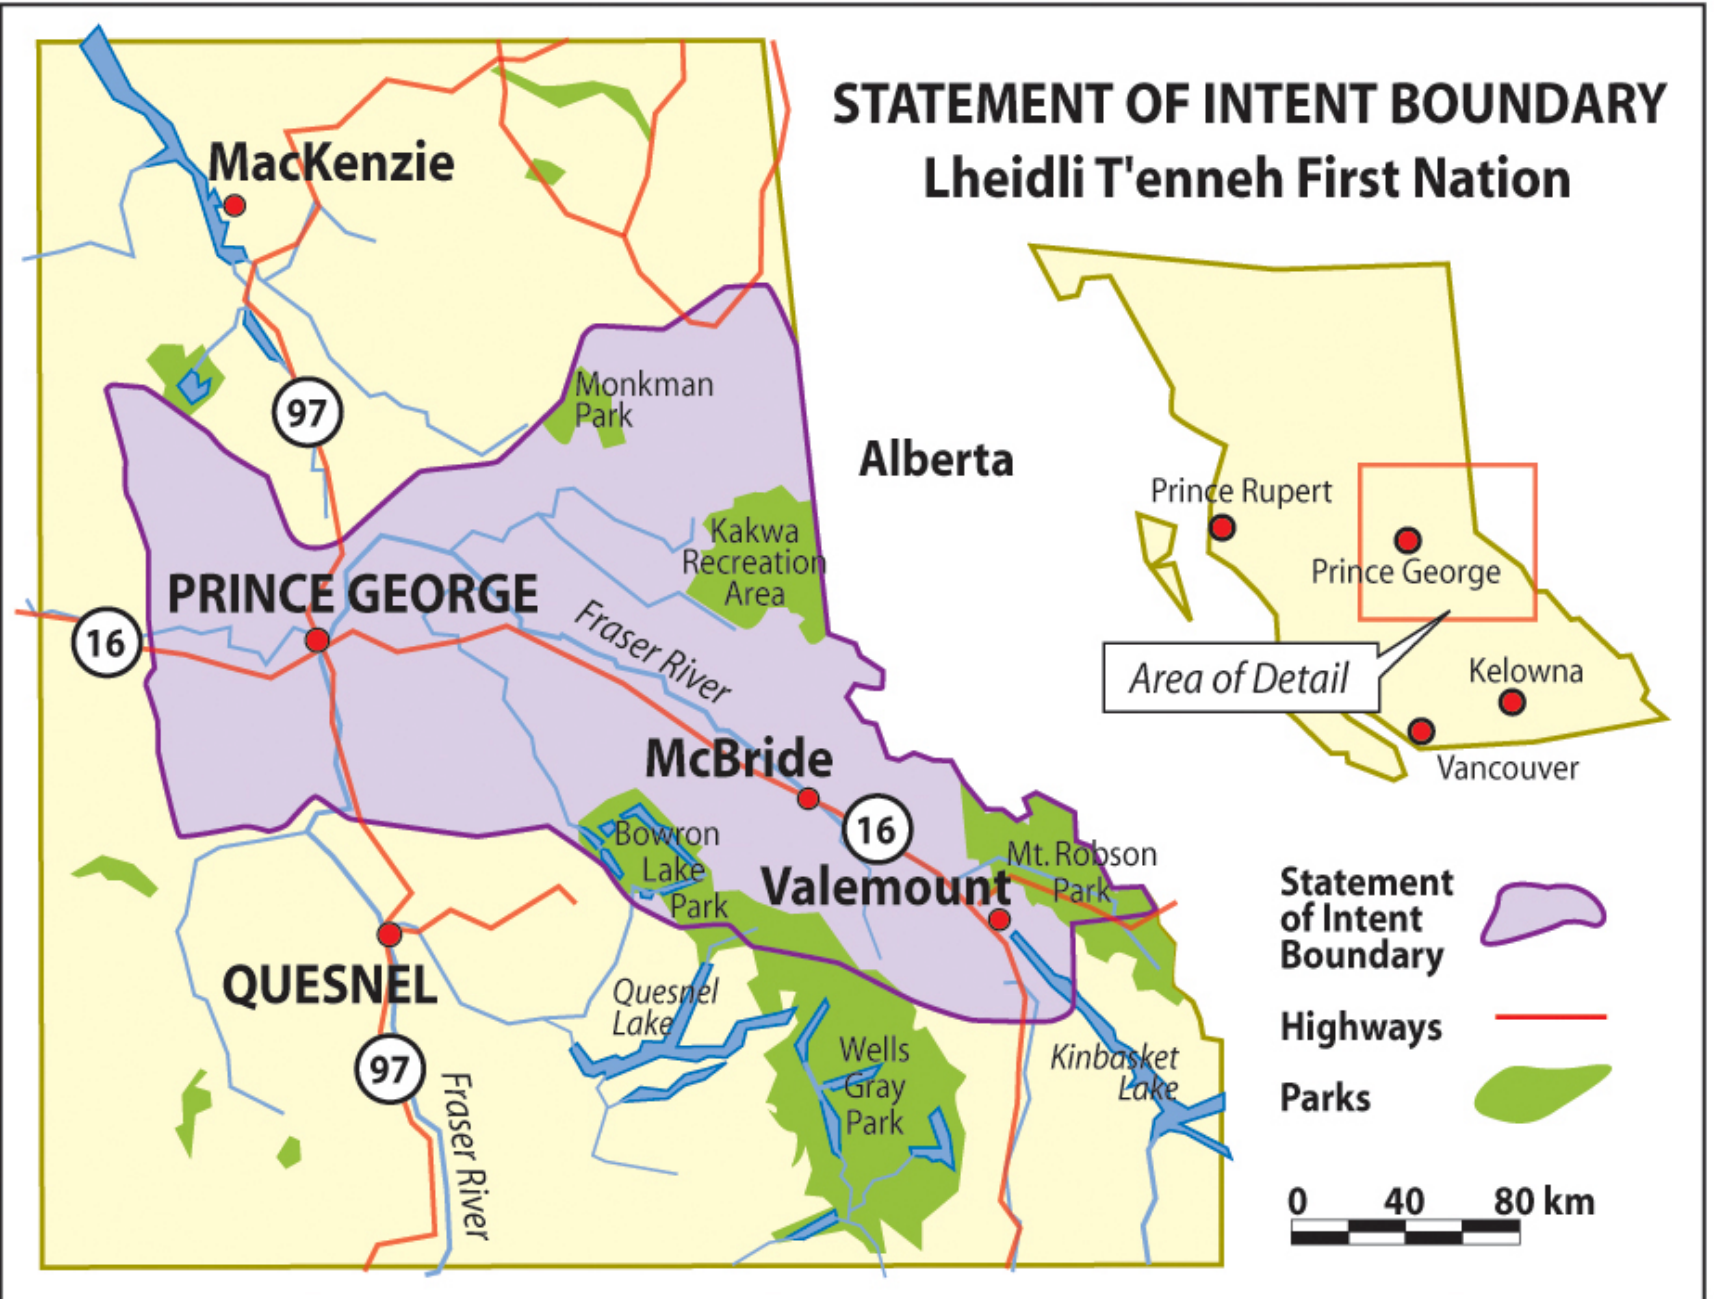 STATEMENT OF INTENT BOUNDARY
Lheidli T'enneh First Nation
MacKenzie
97
Monkman
Park
Alberta
Kakwa
Recreation
Area
PRINCE GEORGE
16
Fraser River
McBride
16
Bowron
Lake
Park
Valemount
Mt. Robson
Park
QUESNEL
Quesnel
Lake
97
Fraser River
Wells
Gray
Park
Kinbasket
Lake
Prince Rupert
Prince George
Area of Detail
Kelowna
Vancouver
Statement
of Intent
Boundary
Highways
Parks
0 40 80 km